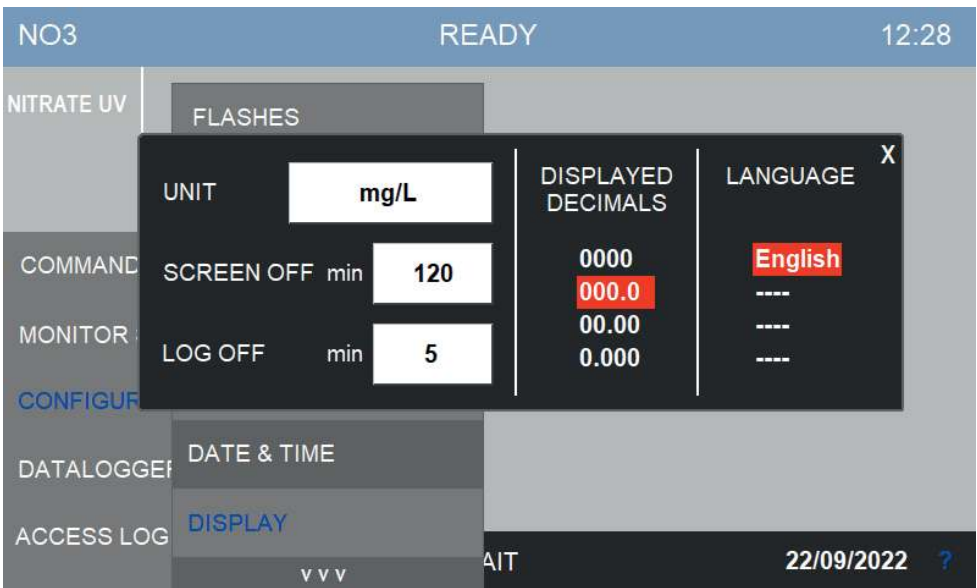 NO3 READY 12:28
NITRATE UV
FLASHES
X
UNIT mg/L
SCREEN OFF min 120
LOG OFF min 5
DISPLAYED
DECIMALS
0000
000.0
00.00
0.000
LANGUAGE
English
----
----
----
COMMAND
MONITOR
CONFIGUR
DATALOGGER
ACCESS LOG
DATE & TIME
DISPLAY
v v v
AIT
22/09/2022 ?